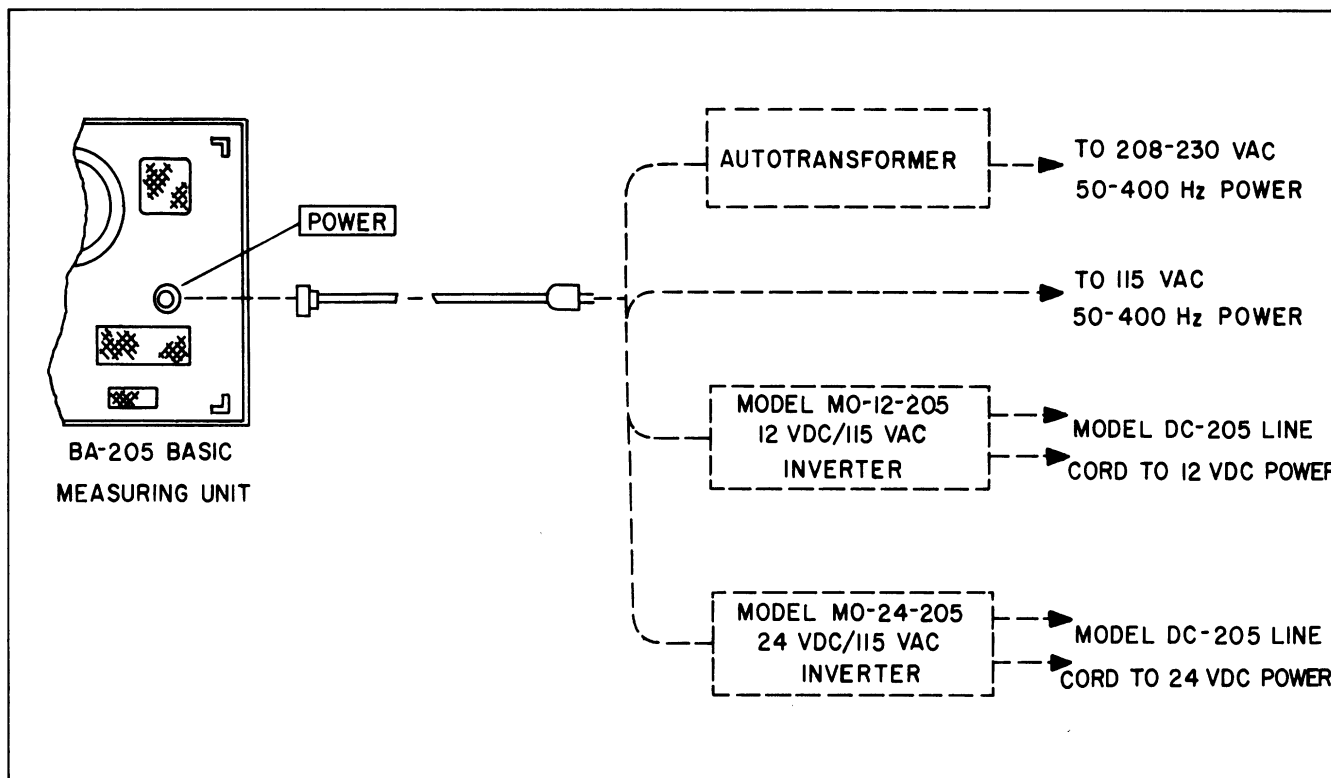 POWER
BA-205 BASIC
MEASURING UNIT
AUTOTRANSFORMER
TO 208-230 VAC
50-400 Hz POWER
TO 115 VAC
50-400 Hz POWER
MODEL MO-12-205
12 VDC/115 VAC
INVERTER
MODEL DC-205 LINE
CORD TO 12 VDC POWER
MODEL MO-24-205
24 VDC/115 VAC
INVERTER
MODEL DC-205 LINE
CORD TO 24 VDC POWER